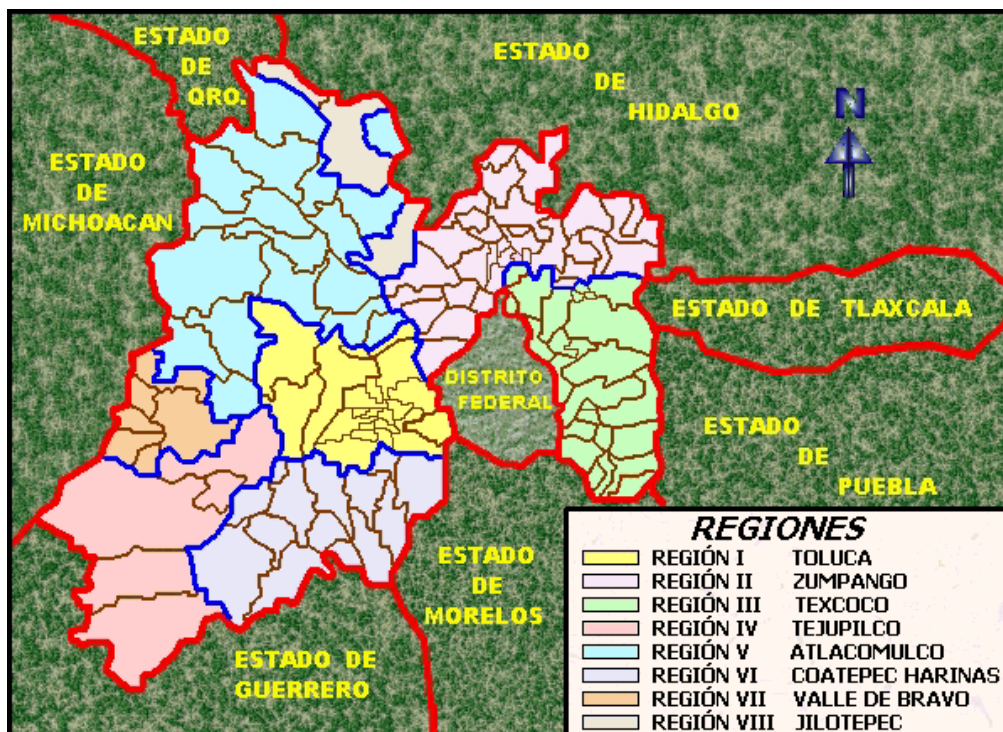 ESTADO
DE
QRO.
ESTADO
DE
HIDALGO
N
ESTADO
DE
MICHOACAN
ESTADO DE TLAXCALA
DISTRITO
FEDERAL
ESTADO
DE
PUEBLA
ESTADO
DE
MORELOS
ESTADO DE
GUERRERO
REGIONES
REGIÓN I TOLUCA
REGIÓN II ZUMPANGO
REGIÓN III TEXCOCO
REGIÓN IV TEJUPILCO
REGIÓN V ATLACOMULCO
REGIÓN VI COATEPEC HARINAS
REGIÓN VII VALLE DE BRAVO
REGIÓN VIII JILOTEPEC